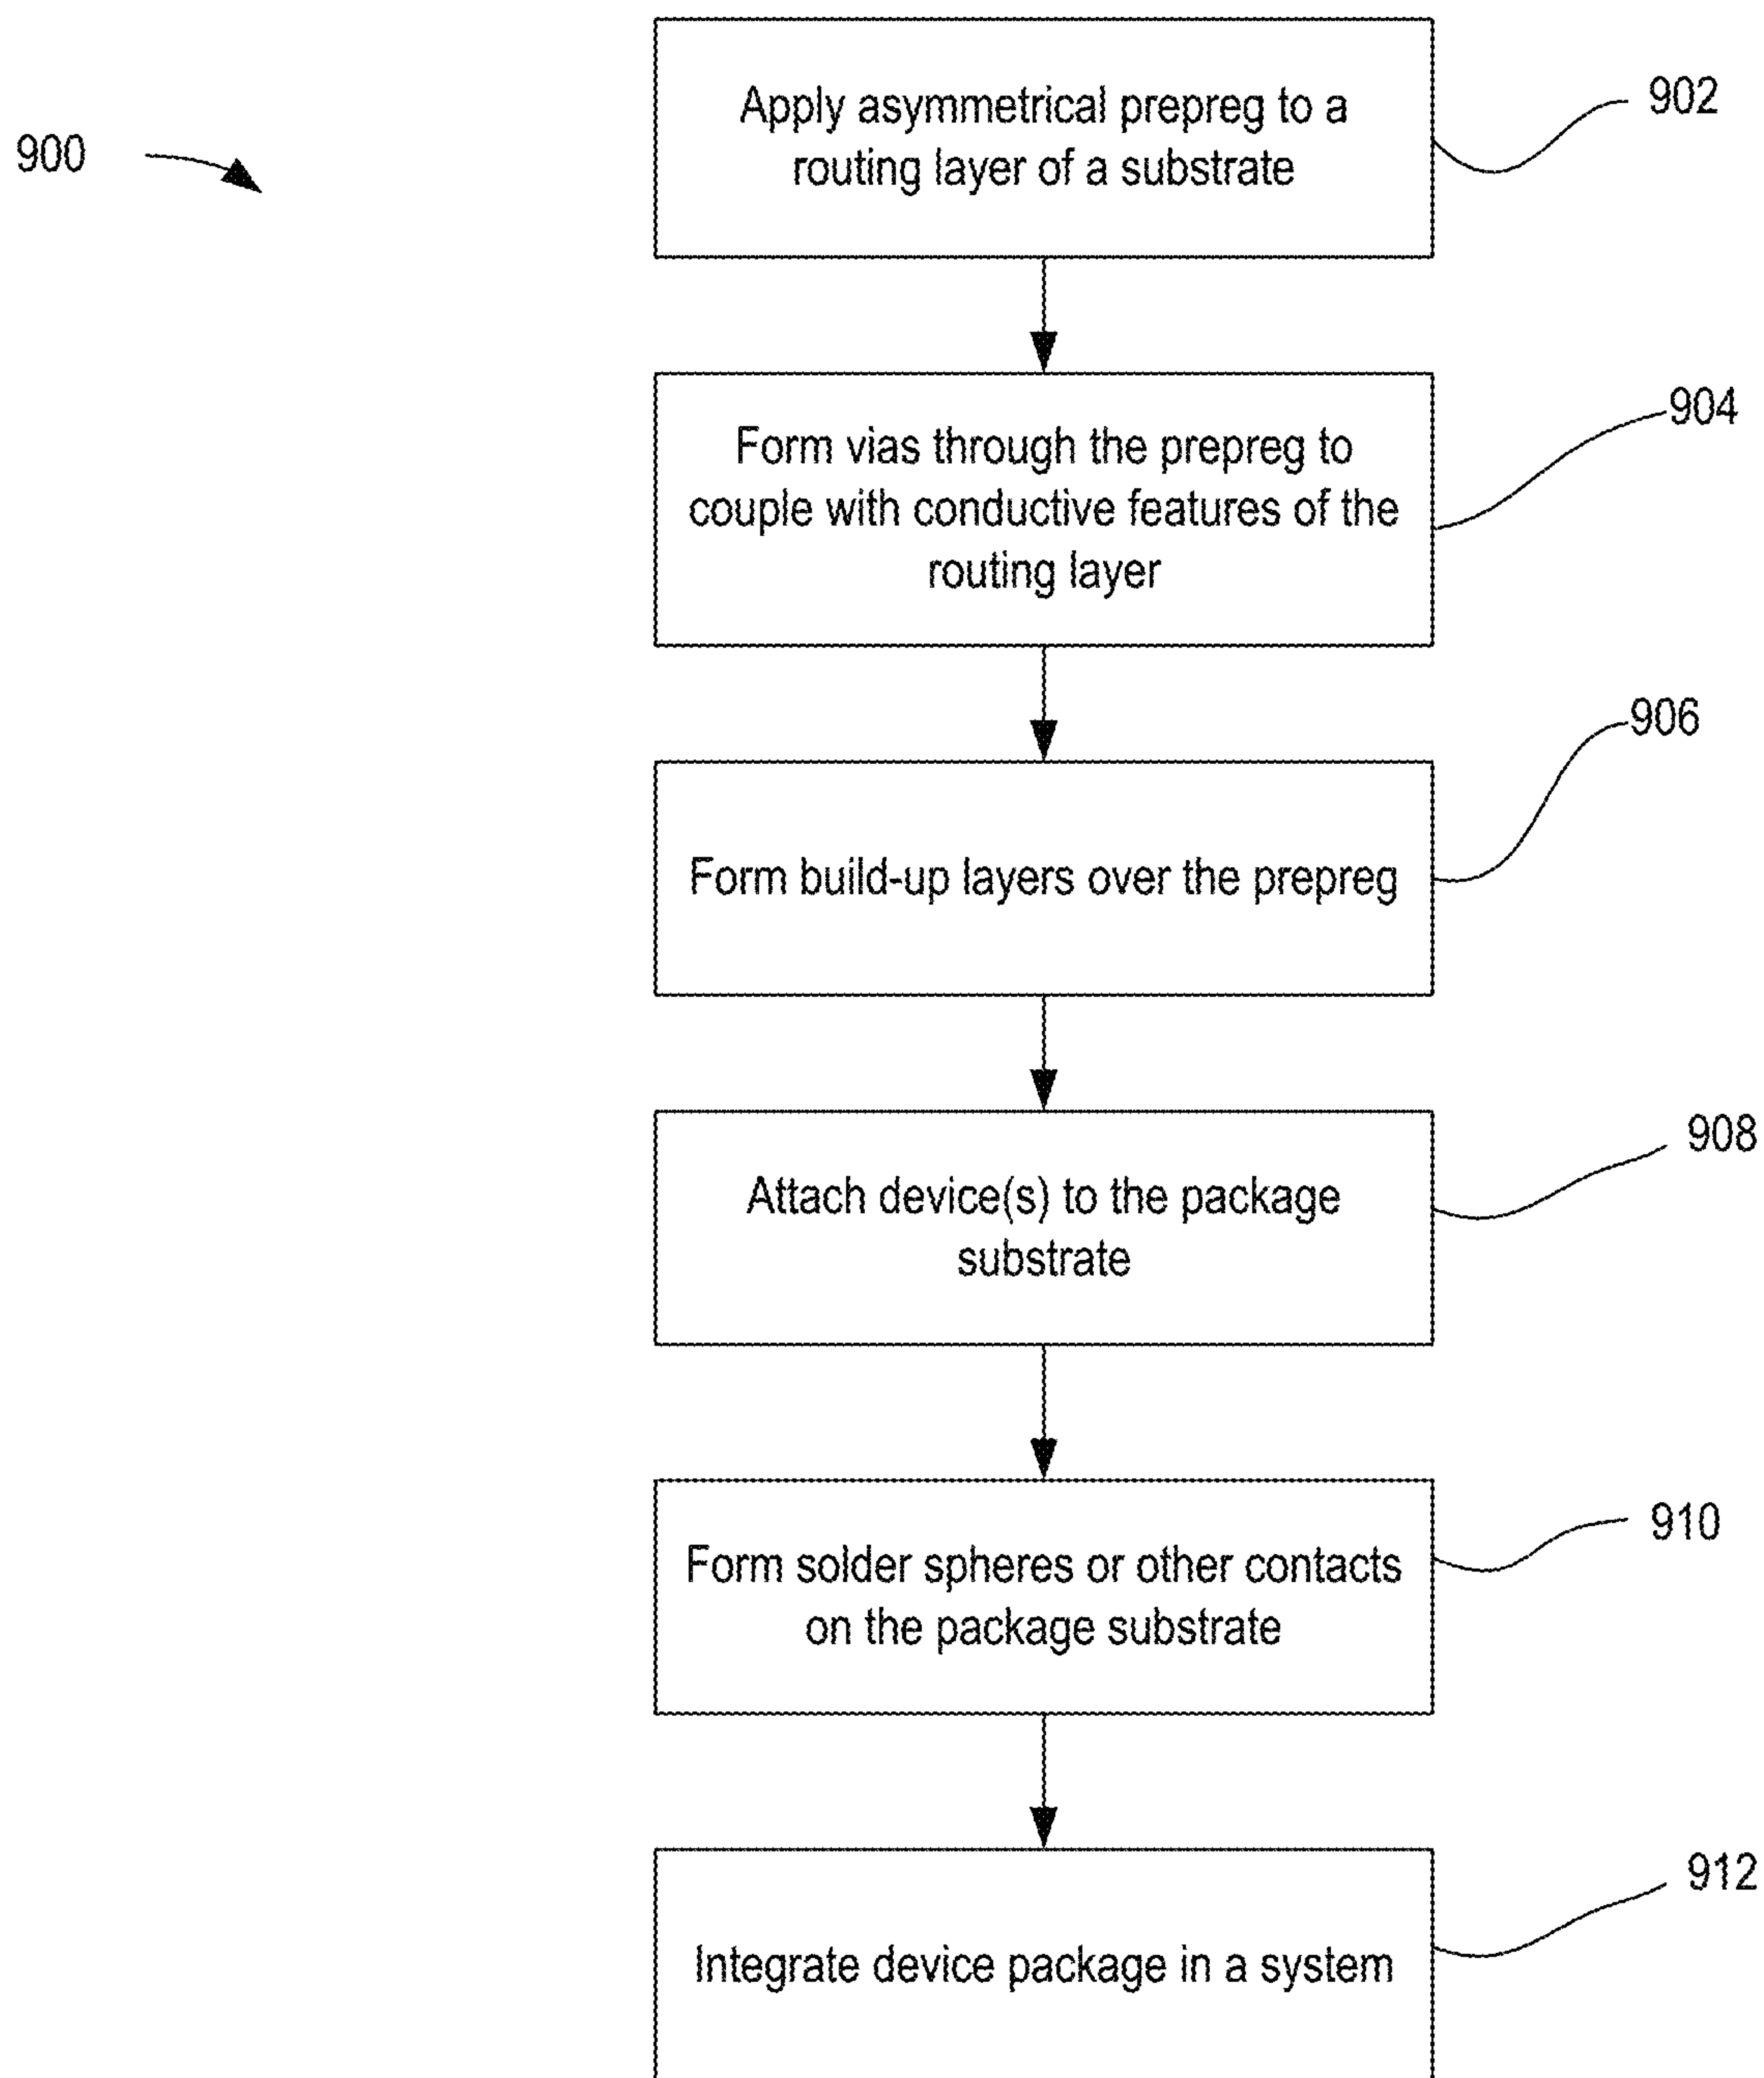 900
Apply asymmetrical prepreg to a
routing layer of a substrate
902
Form vias through the prepreg to
couple with conductive features of the
routing layer
904
Form build-up layers over the prepreg
906
Attach device(s) to the package
substrate
908
Form solder spheres or other contacts
on the package substrate
910
Integrate device package in a system
912